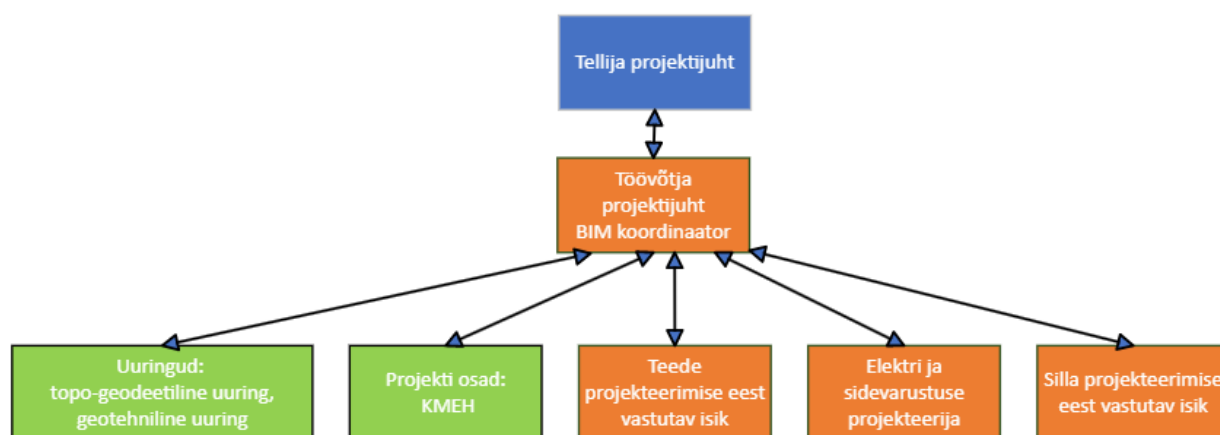 Tellija projektijuht
Töövõtja
projektijuht
BIM koordinaator
Uuringud:
topo-geodeetiline uuring,
geotehniline uuring
Projekti osad:
KMEH
Teede
projekteerimise eest
vastutav isik
Elektri ja
sidevarustuse
projekteerija
Silla projekteerimise
eest vastutav isik